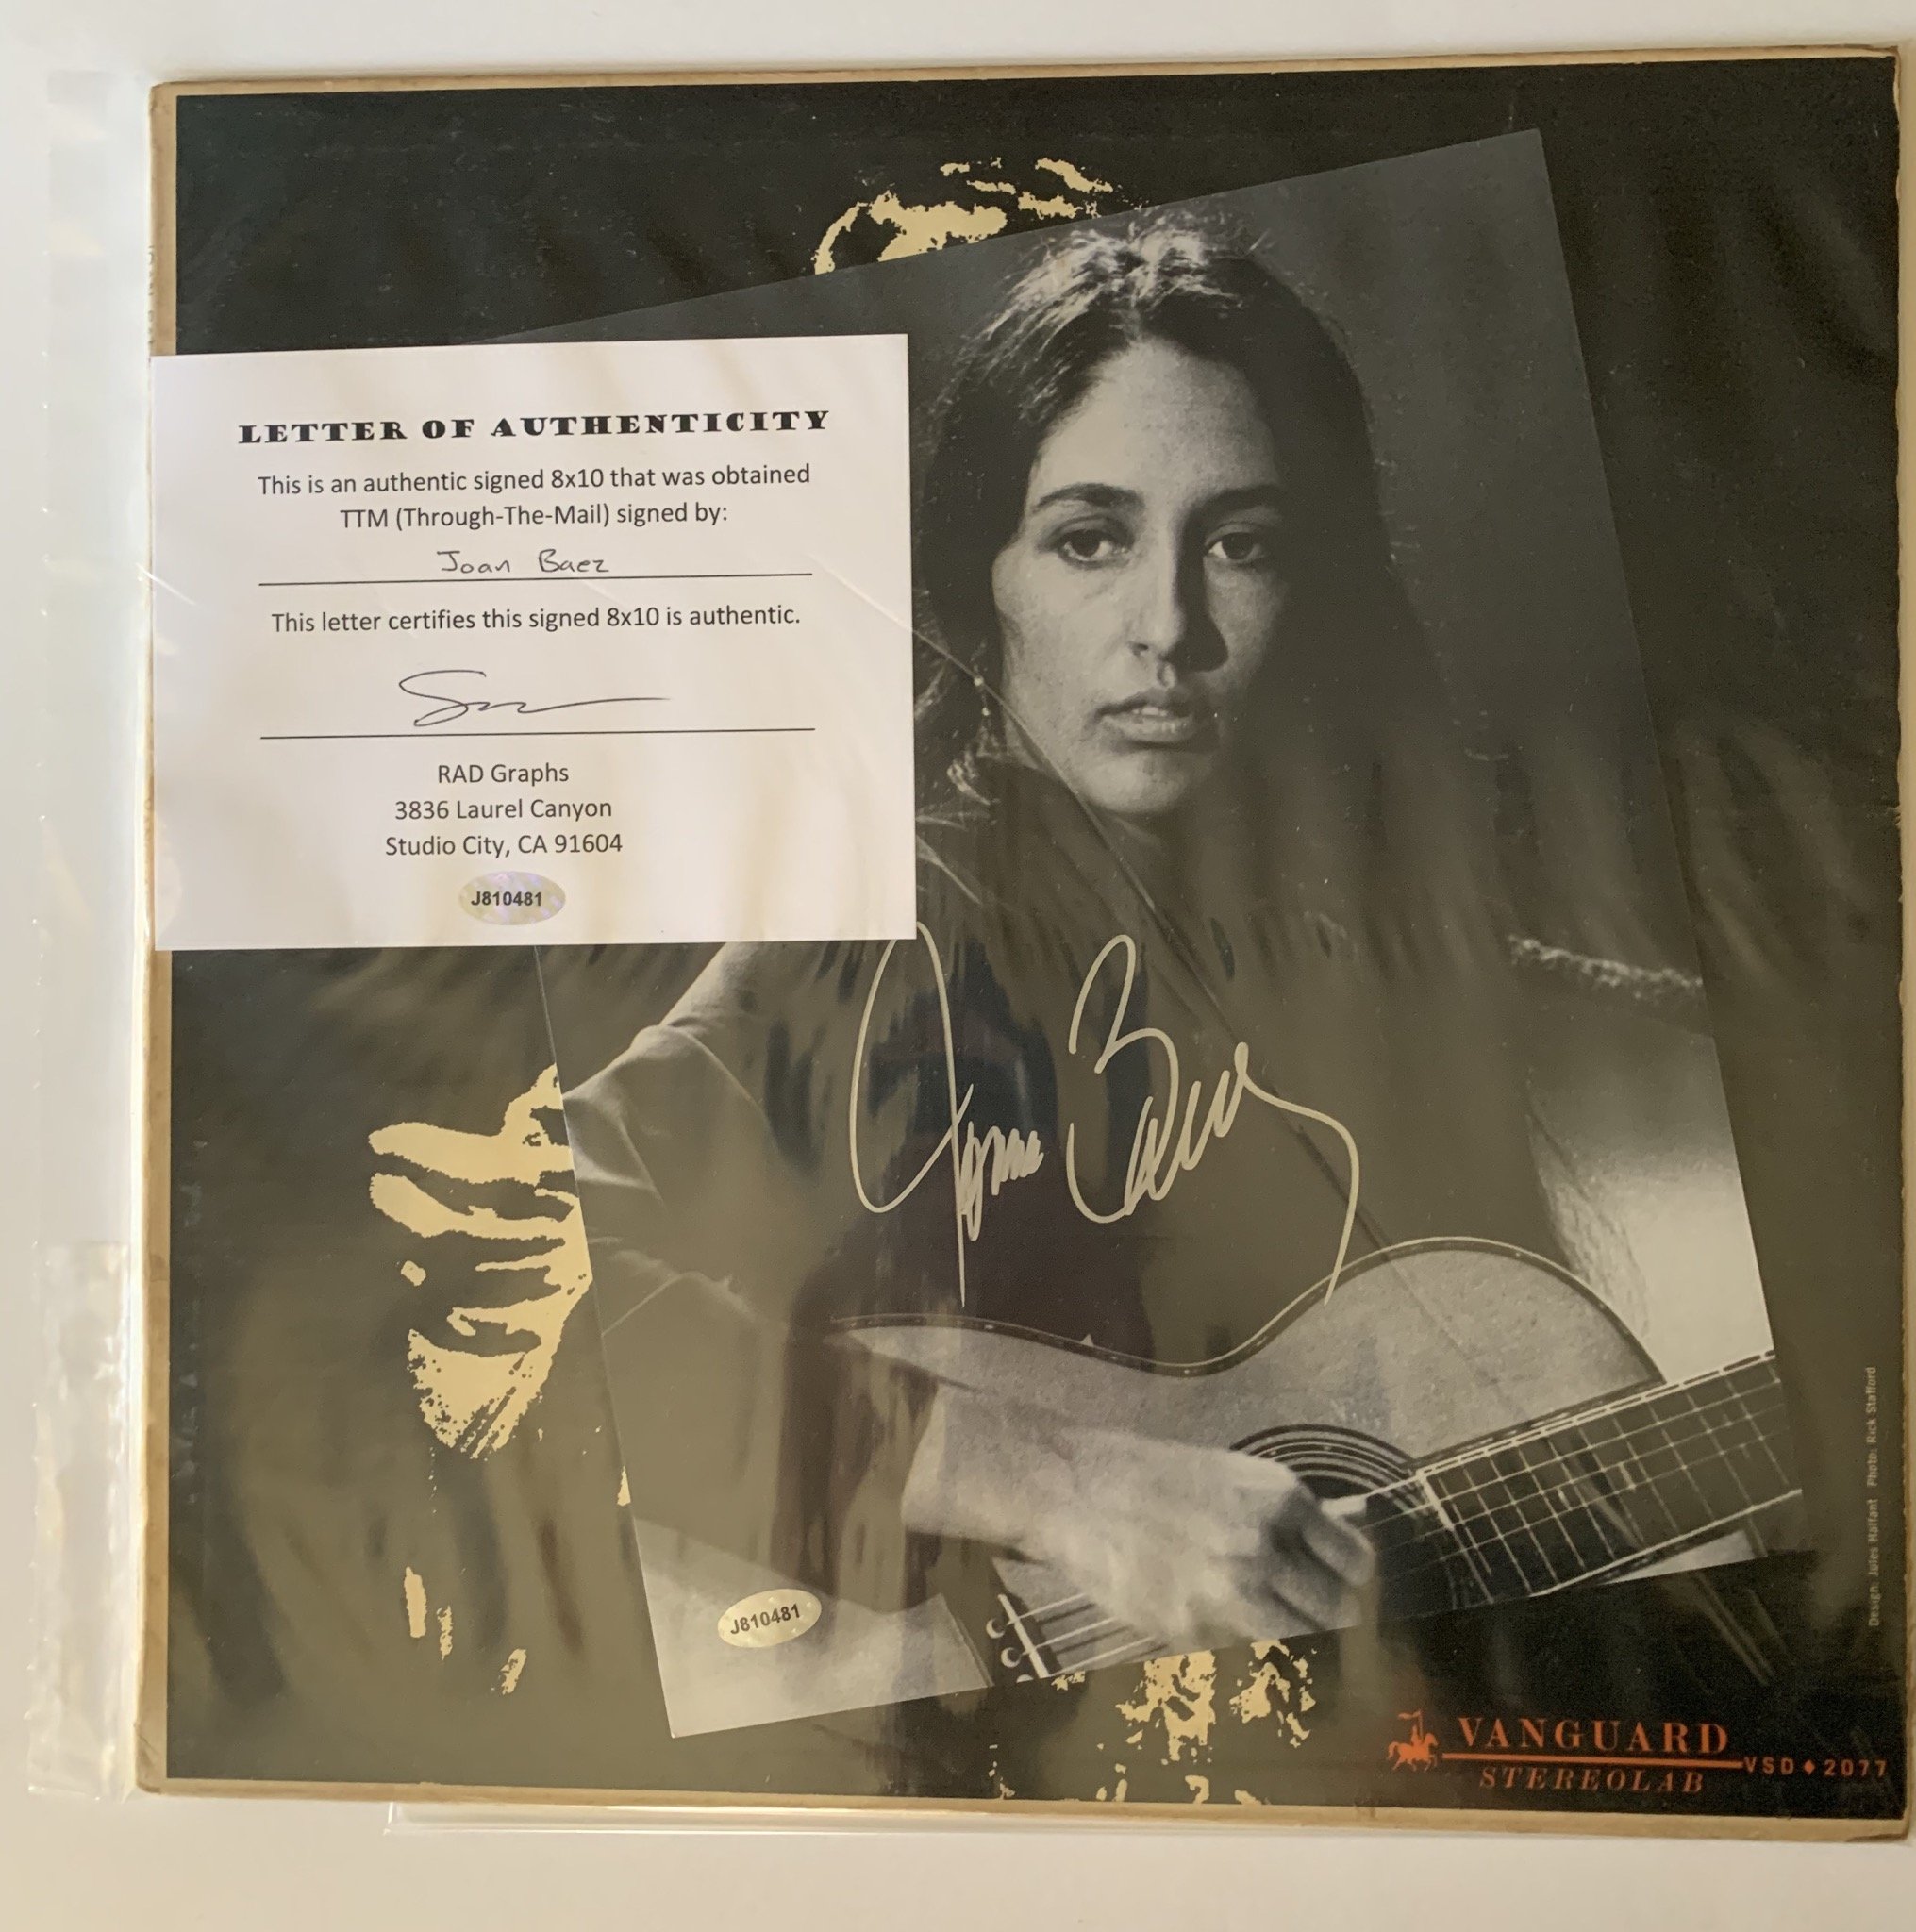 LETTER OF AUTHENTICITY
This is an authentic signed 8x10 that was obtained
TTM (Through-The-Mail) signed by:
Joan Baez
This letter certifies this signed 8x10 is authentic.
RAD Graphs
3836 Laurel Canyon
Studio City, CA 91604
J810481
Joan Baez
J810481
Design: Jules Halfant Photo: Rick Stafford
VANGUARD
STEREOLAB
VSD♦2077